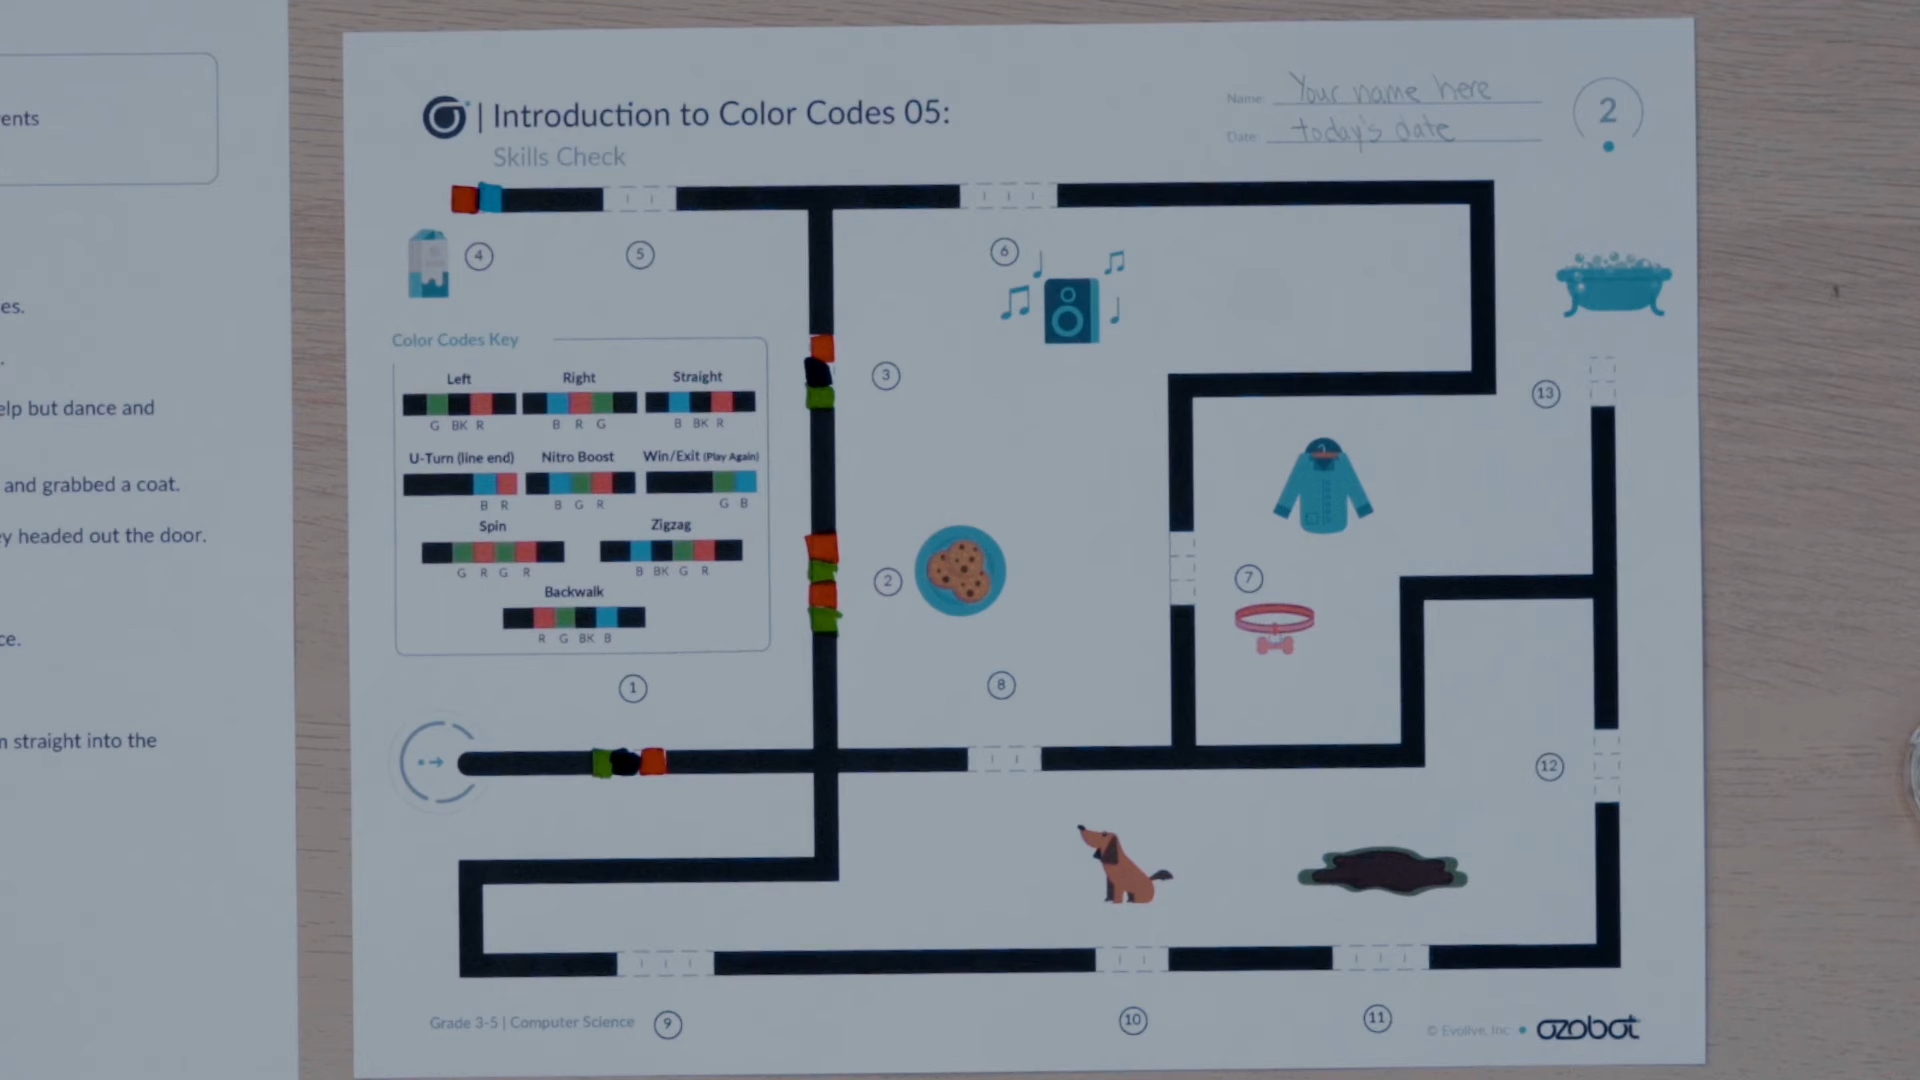 ents
es.
.
elp but dance and
and grabbed a coat.
ey headed out the door.
ce.
n straight into the
Introduction to Color Codes 05:
Skills Check
Name: Your name here
Date: today's date
2
4
5
6
3
13
Color Codes Key
Left Right Straight
G BK R B R G B BK R
U-Turn (line end) Nitro Boost Win/Exit (Play Again)
B R B G R G B
Spin Zigzag
G R G R B BK G R
Backwalk
R G BK B
2
7
1
8
12
9
10
11
Grade 3-5 | Computer Science
© Evollve, Inc. • ozobot